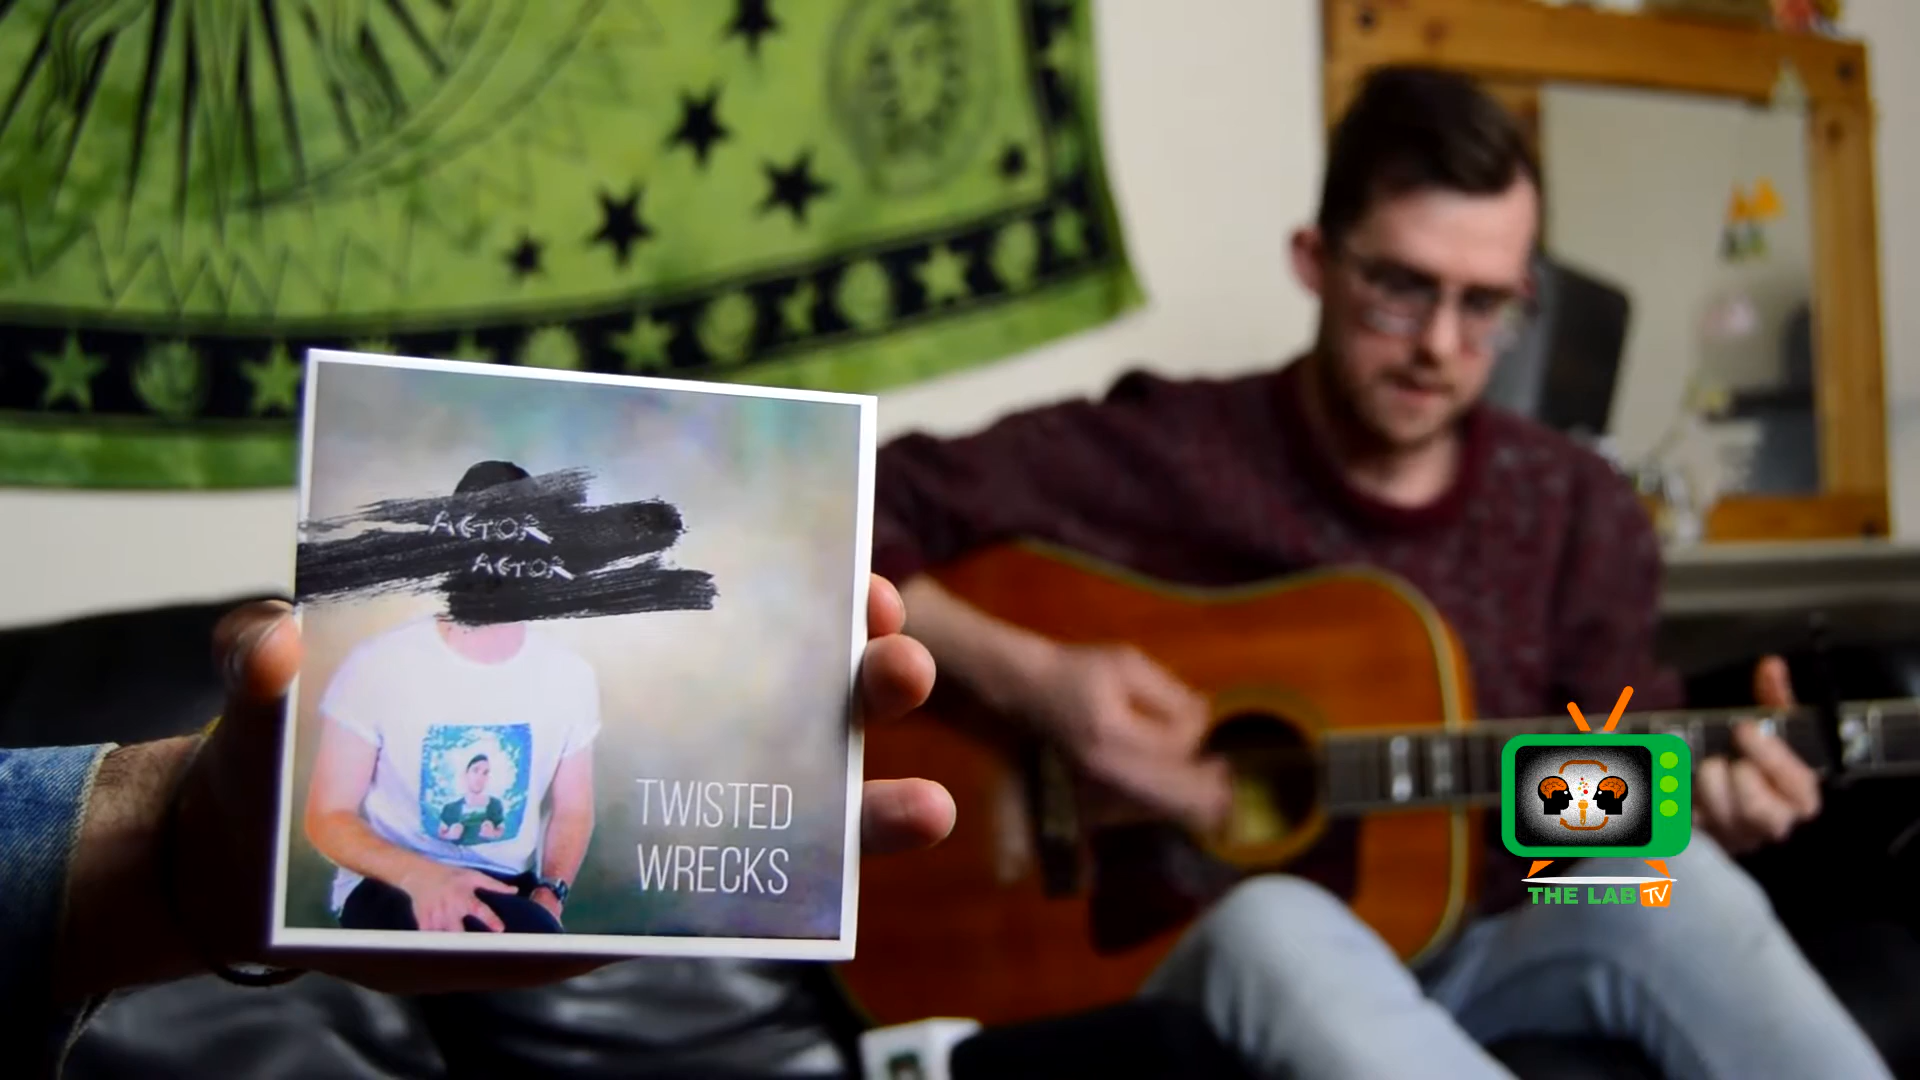 ACTOR
ACTOR
TWISTED
WRECKS
THE LAB TV